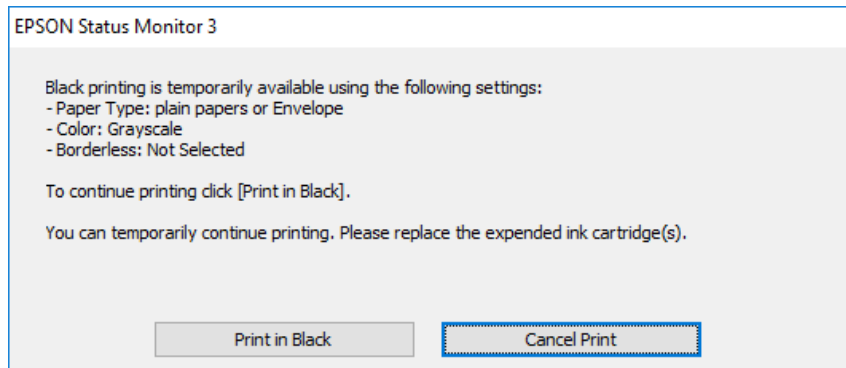 EPSON Status Monitor 3
Black printing is temporarily available using the following settings:
- Paper Type: plain papers or Envelope
- Color: Grayscale
- Borderless: Not Selected
To continue printing click [Print in Black].
You can temporarily continue printing. Please replace the expended ink cartridge(s).
Print in Black
Cancel Print